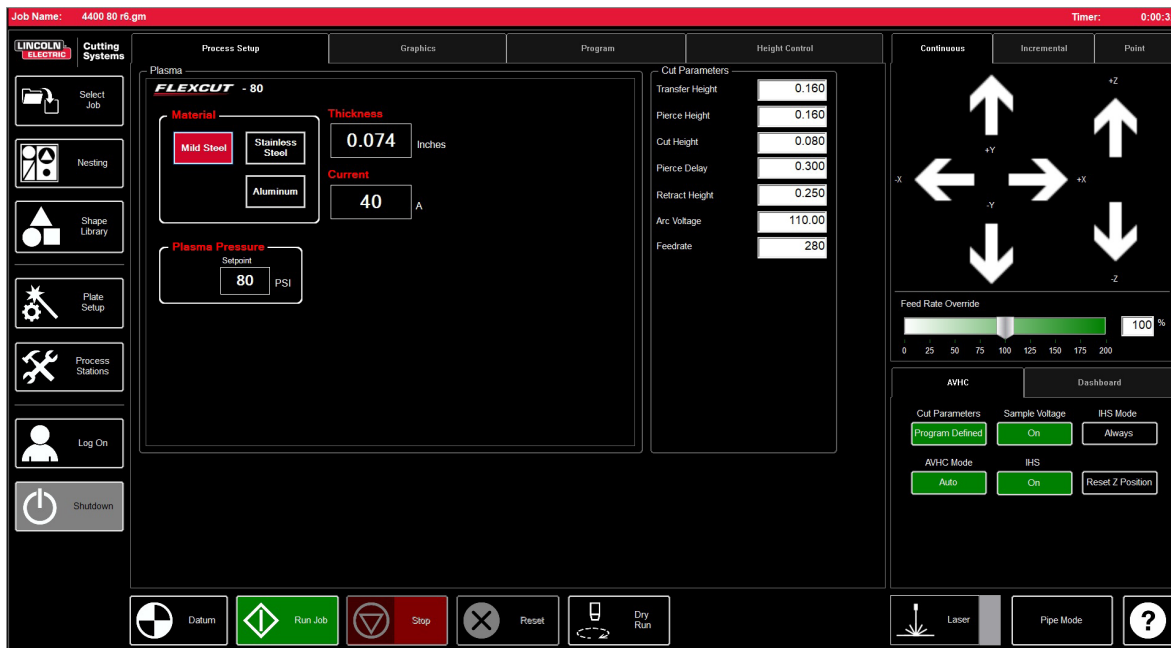 Job Name: 4400 80 r6.gm
Timer: 0:00:3
LINCOLN ELECTRIC
Cutting
Systems
Select
Job
Nesting
Shape
Library
Plate
Setup
Process
Stations
Log On
Shutdown
Process Setup
Graphics
Program
Height Control
Plasma
FLEXCUT - 80
Material
Mild Steel
Stainless
Steel
Aluminum
Thickness
0.074 Inches
Current
40 A
Plasma Pressure
Setpoint
80 PSI
Cut Parameters
Transfer Height 0.160
Pierce Height 0.160
Cut Height 0.080
Pierce Delay 0.300
Retract Height 0.250
Arc Voltage 110.00
Feedrate 280
Continuous
Incremental
Point
+Z
+Y
-X
+X
-Y
-Z
Feed Rate Override
100 %
0 25 50 75 100 125 150 175 200
AVHC
Dashboard
Cut Parameters
Sample Voltage
IHS Mode
Program Defined
On
Always
AVHC Mode
IHS
Auto
On
Reset Z Position
Datum
Run Job
Stop
Reset
Dry
Run
Laser
Pipe Mode
?